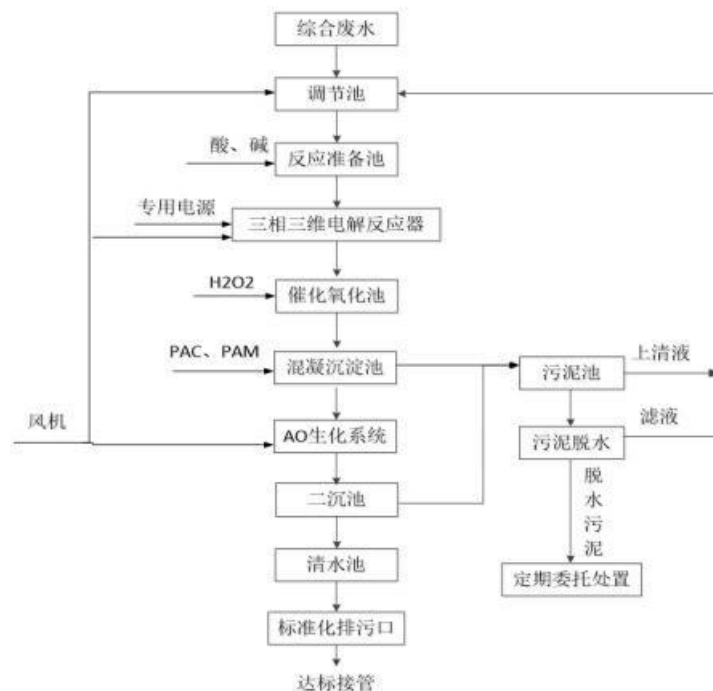 综合废水
调节池
酸、碱
反应准备池
专用电源
三相三维电解反应器
H2O2
催化氧化池
PAC、PAM
混凝沉淀池
污泥池
上清液
风机
AO生化系统
污泥脱水
滤液
二沉池
脱水污泥
清水池
定期委托处置
标准化排污口
达标接管